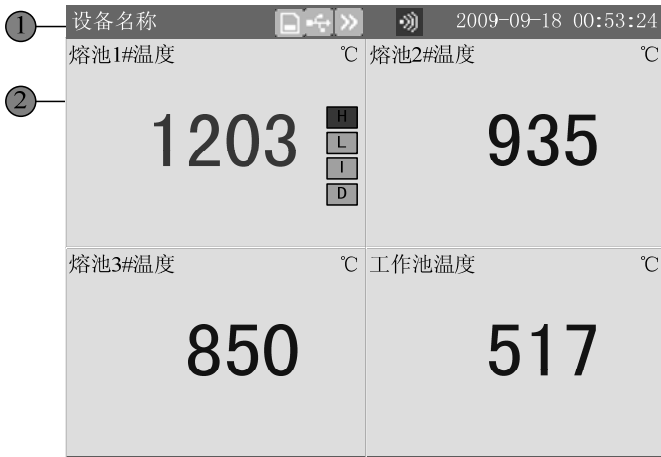 ① 设备名称 2009-09-18 00:53:24
熔池1#温度 ℃ 熔池2#温度 ℃
②
1203 H L I D 935
熔池3#温度 ℃ 工作池温度 ℃
850 517